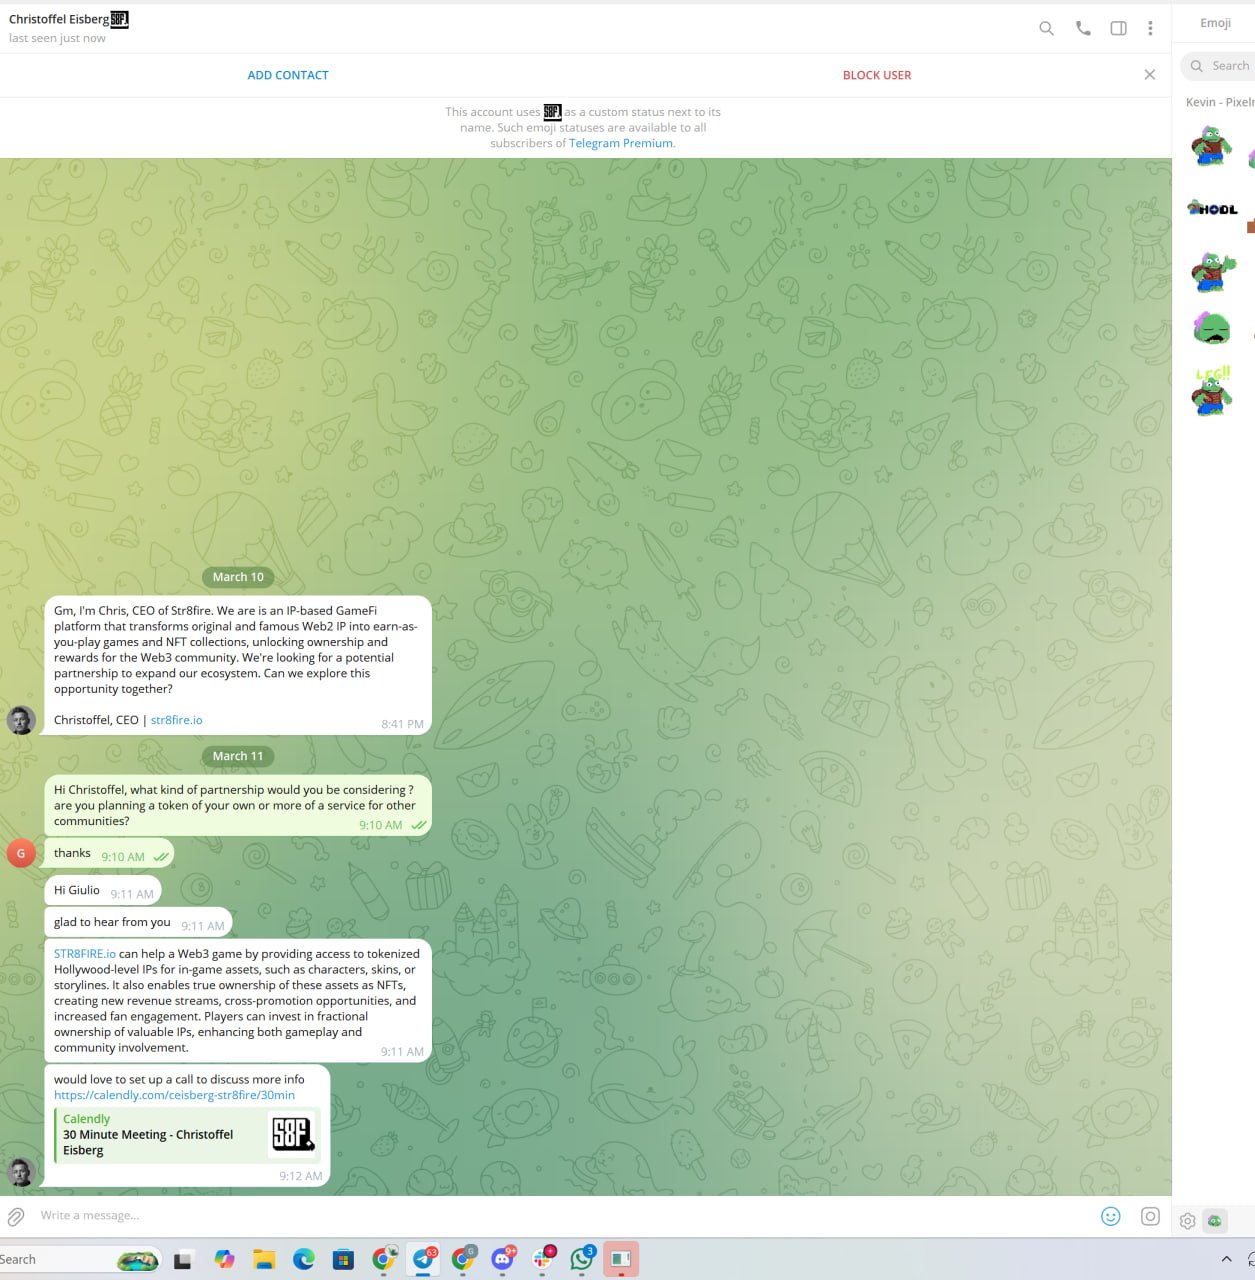 Christoffel Eisberg S8F.
last seen just now
Emoji
ADD CONTACT
BLOCK USER
Search
This account uses S8F. as a custom status next to its
name. Such emoji statuses are available to all
subscribers of Telegram Premium.
Kevin - Pixelr
HODL
LFG!!
March 10
Gm, I'm Chris, CEO of Str8fire. We are is an IP-based GameFi
platform that transforms original and famous Web2 IP into earn-as-
you-play games and NFT collections, unlocking ownership and
rewards for the Web3 community. We're looking for a potential
partnership to expand our ecosystem. Can we explore this
opportunity together?
Christoffel, CEO | str8fire.io
8:41 PM
March 11
Hi Christoffel, what kind of partnership would you be considering ?
are you planning a token of your own or more of a service for other
communities?
9:10 AM
G
thanks 9:10 AM
Hi Giulio 9:11 AM
glad to hear from you 9:11 AM
STR8FIRE.io can help a Web3 game by providing access to tokenized
Hollywood-level IPs for in-game assets, such as characters, skins, or
storylines. It also enables true ownership of these assets as NFTs,
creating new revenue streams, cross-promotion opportunities, and
increased fan engagement. Players can invest in fractional
ownership of valuable IPs, enhancing both gameplay and
community involvement.
9:11 AM
would love to set up a call to discuss more info
https://calendly.com/ceisberg-str8fire/30min
Calendly
30 Minute Meeting - Christoffel
Eisberg
S8F.
9:12 AM
Write a message...
Search
63
G
9+
3